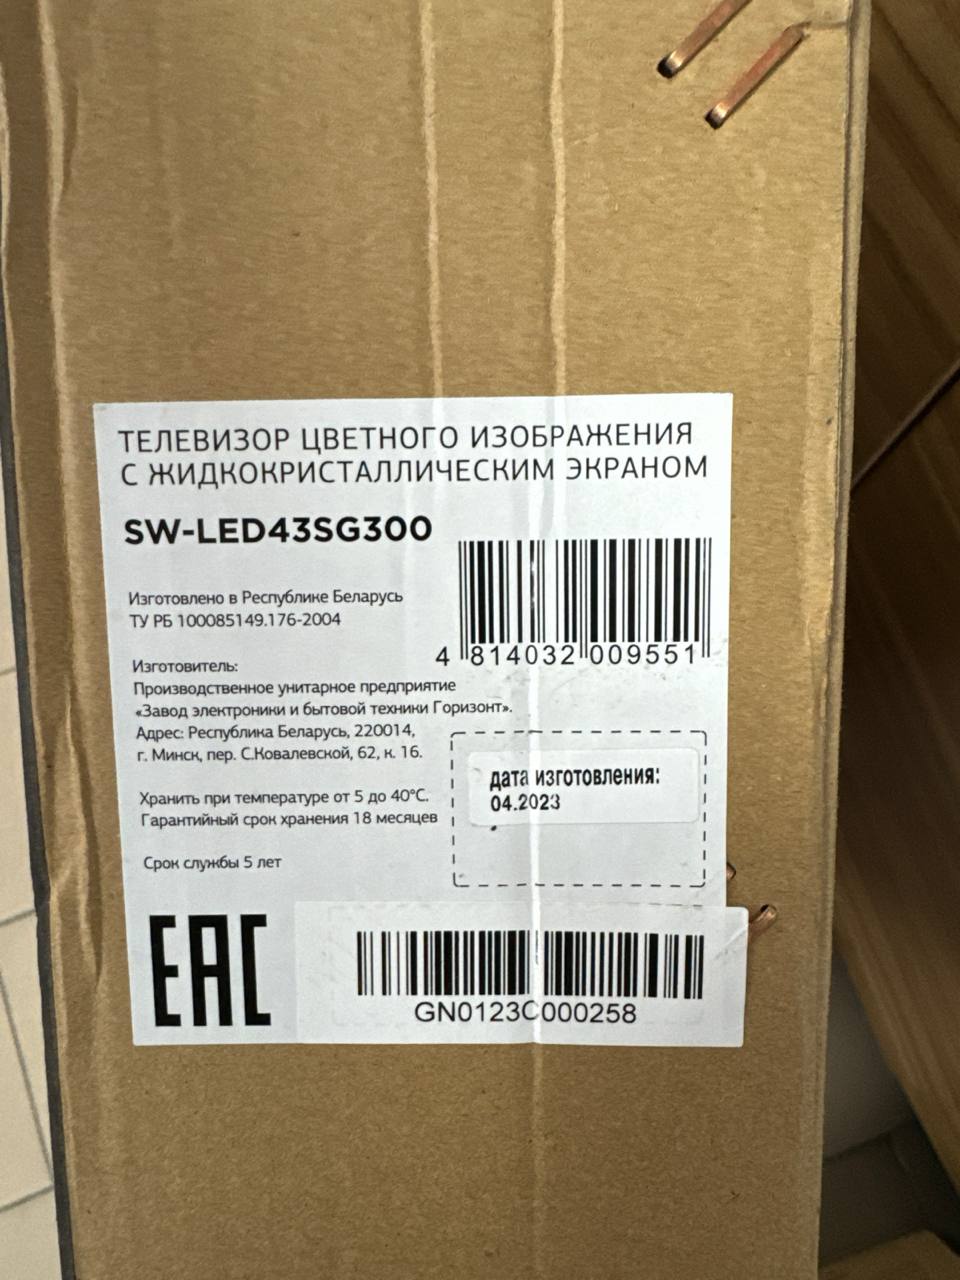 ТЕЛЕВИЗОР ЦВЕТНОГО ИЗОБРАЖЕНИЯ
С ЖИДКОКРИСТАЛЛИЧЕСКИМ ЭКРАНОМ
SW-LED43SG300
Изготовлено в Республике Беларусь
ТУ РБ 100085149.176-2004
4 814032 009551
Изготовитель:
Производственное унитарное предприятие
«Завод электроники и бытовой техники Горизонт».
Адрес: Республика Беларусь, 220014,
г. Минск, пер. С.Ковалевской, 62, к. 16.
дата изготовления:
04.2023
Хранить при температуре от 5 до 40°С.
Гарантийный срок хранения 18 месяцев
Срок службы 5 лет
EAC
GN0123C000258